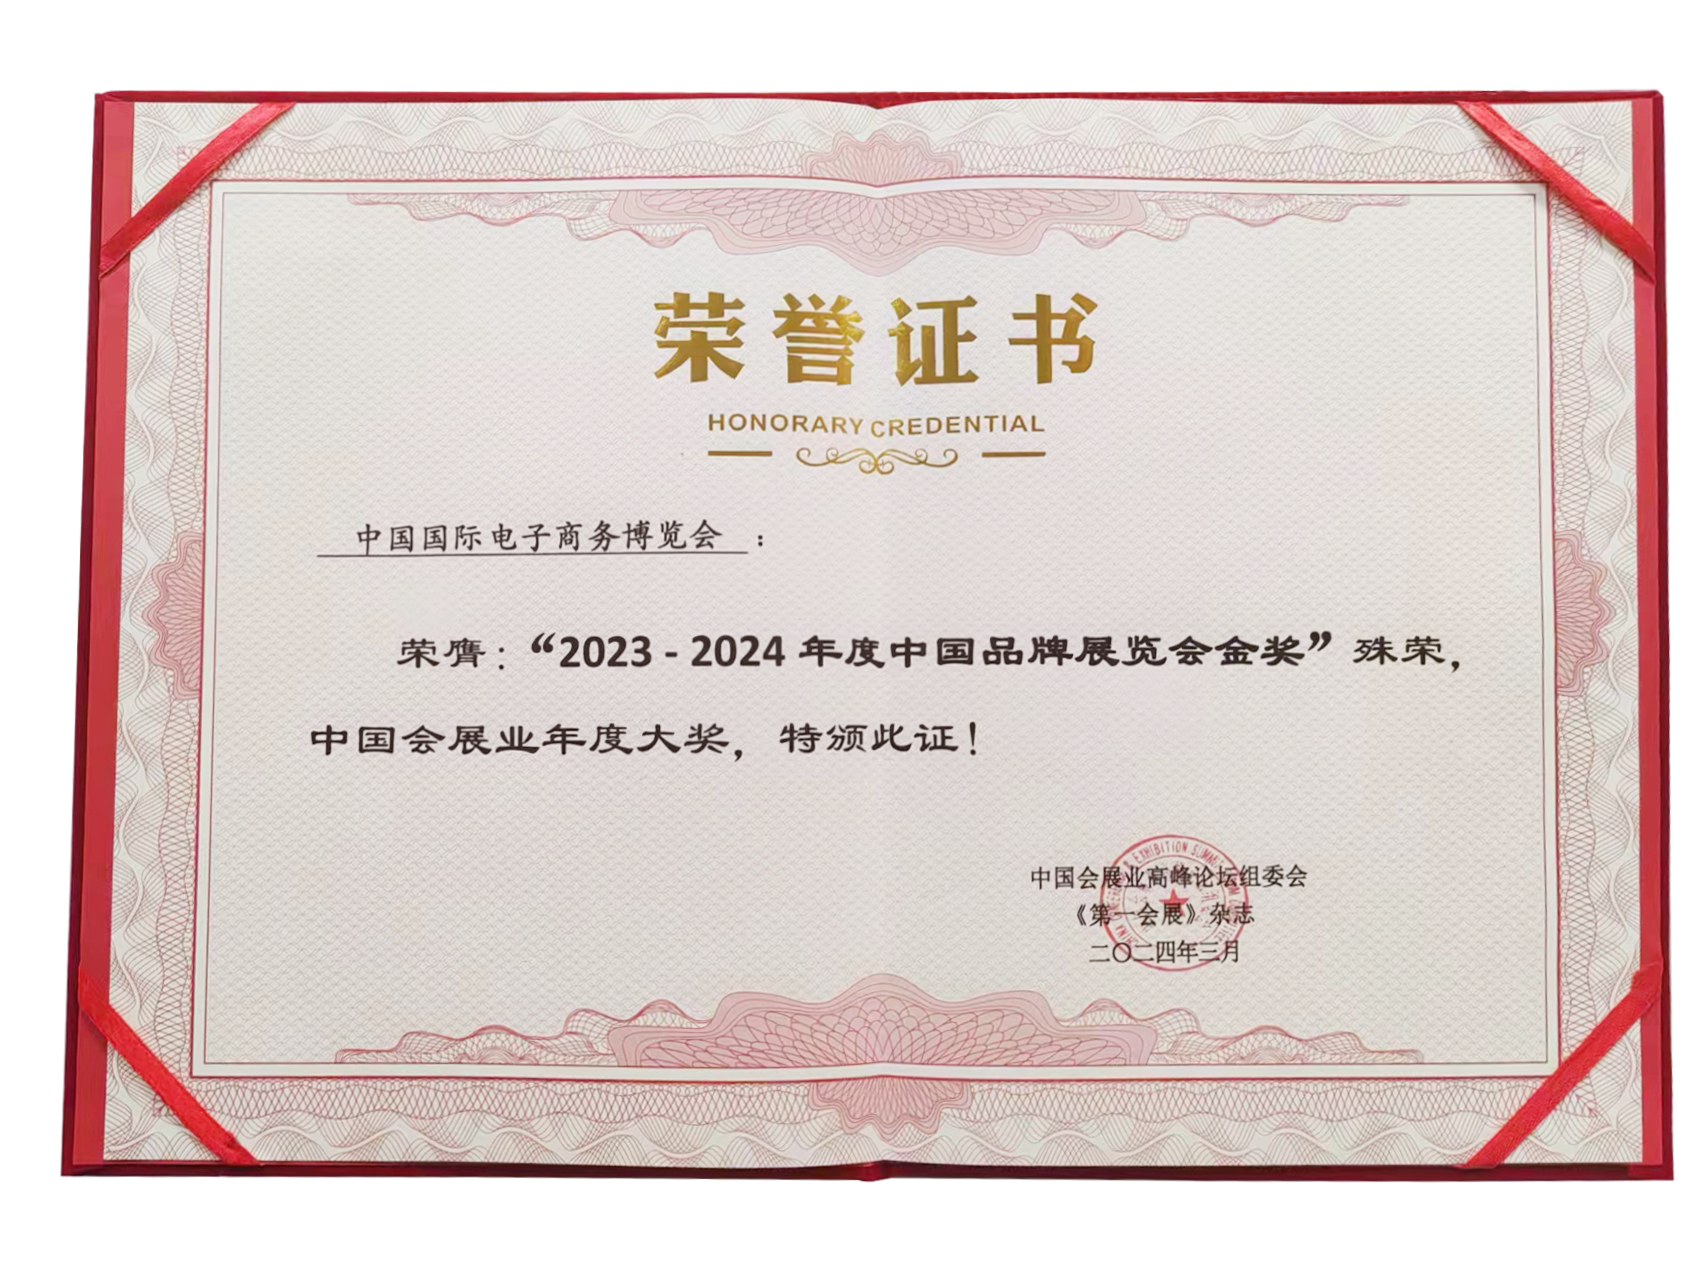 荣誉证书
HONORARY CREDENTIAL
中国国际电子商务博览会：
荣膺：“2023 - 2024 年度中国品牌展览会金奖”殊荣，
中国会展业年度大奖，特颁此证！
中国会展业高峰论坛组委会
《第一会展》杂志
二〇二四年三月
EXHIBITION SUMMIT